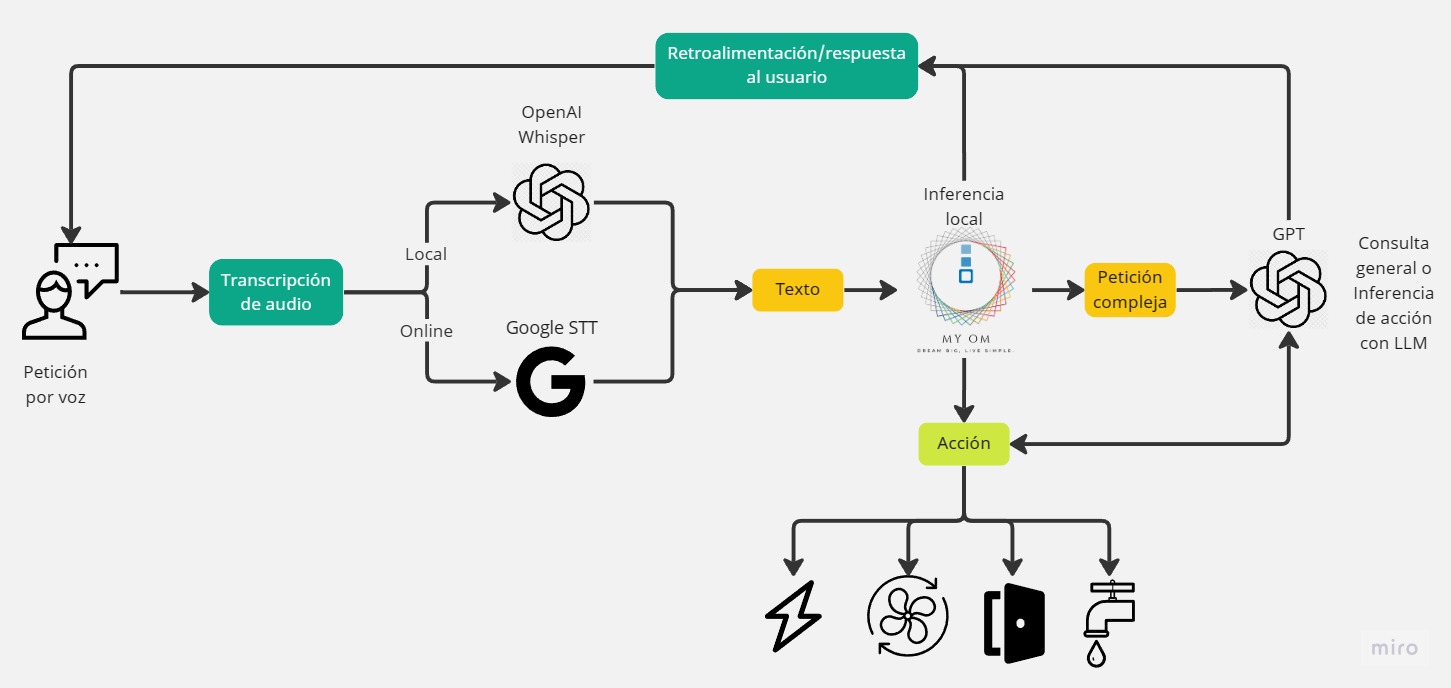 Retroalimentación/respuesta
al usuario
OpenAI
Whisper
Inferencia
local
GPT
Consulta
general o
Inferencia
de acción
con LLM
Local
Transcripción
de audio
Texto
Petición
compleja
Online
Google STT
MY OM
DREAM BIG, LIVE SIMPLE.
Petición
por voz
Acción
miro